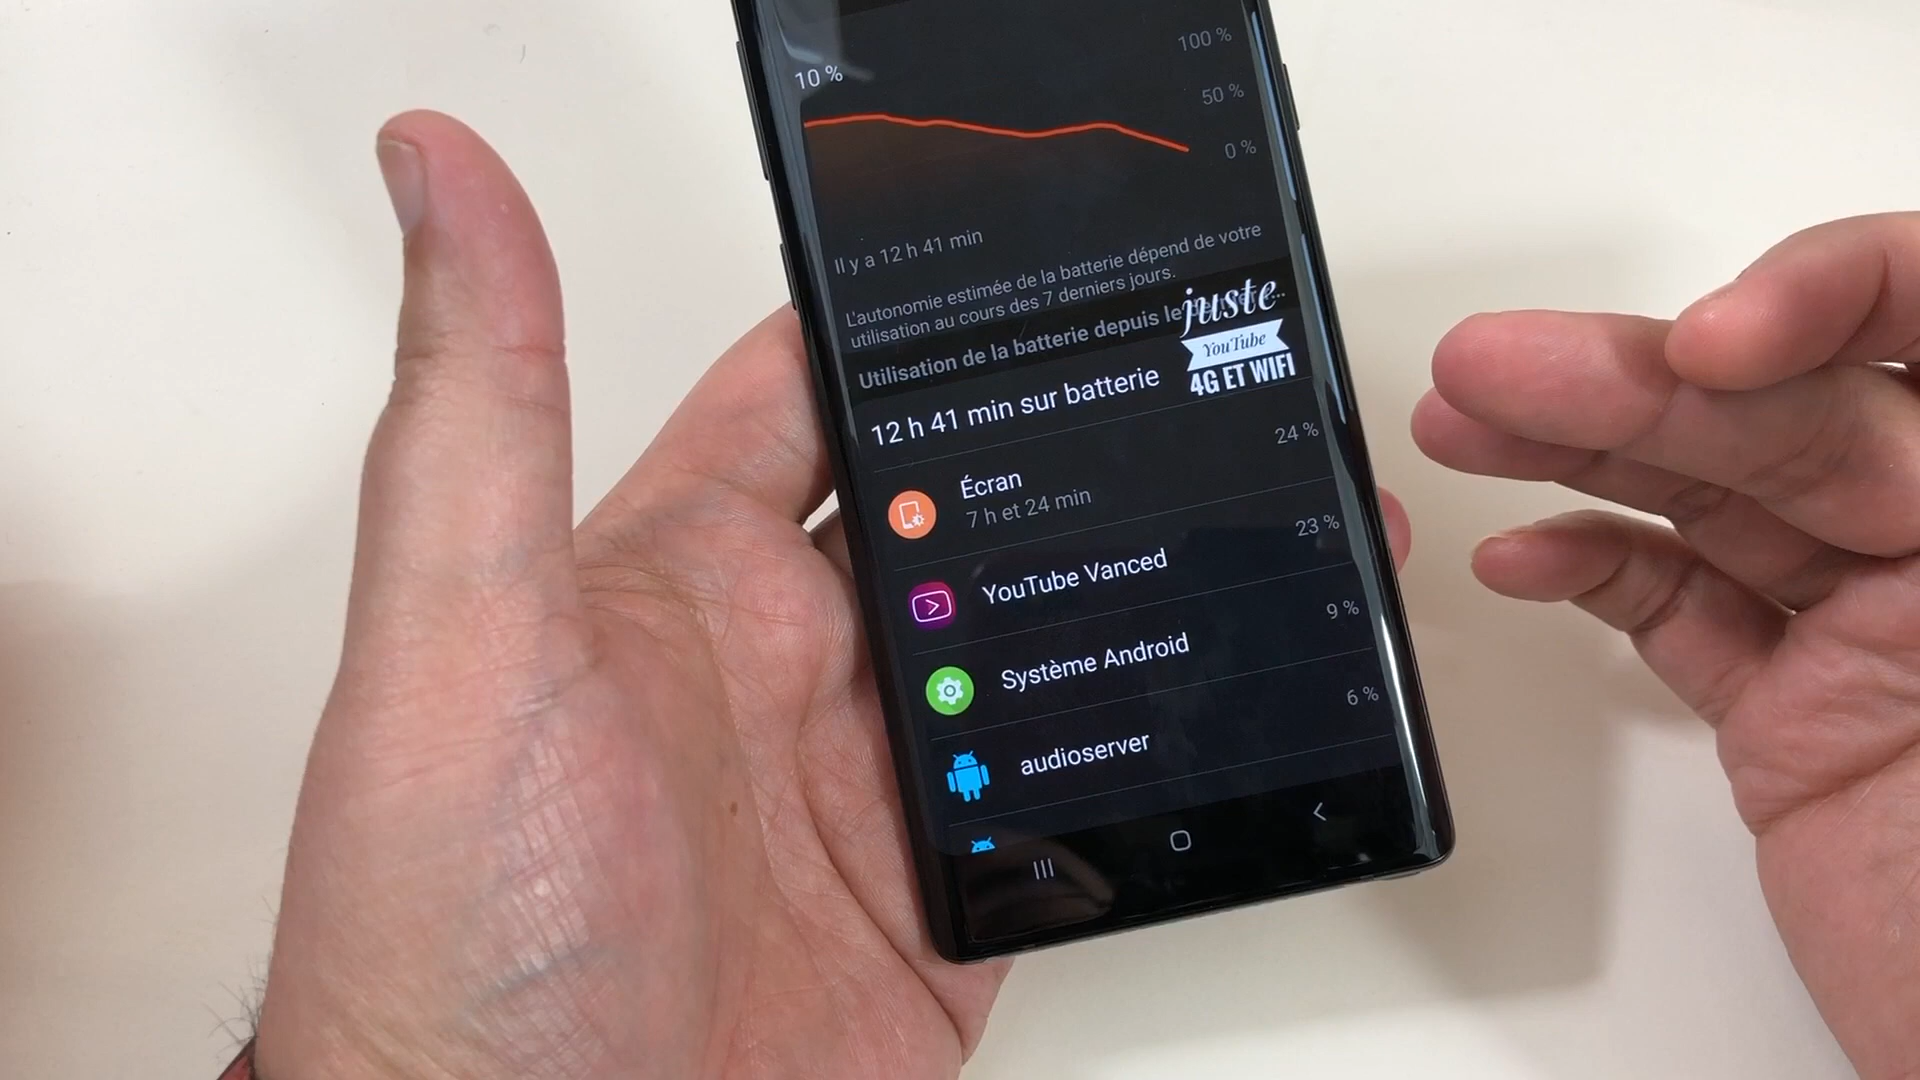 100 %
10 %
50 %
0 %
Il y a 12 h 41 min
L'autonomie estimée de la batterie dépend de votre
utilisation au cours des 7 derniers jours.
Utilisation de la batterie depuis le
juste
YouTube
4G ET WIFI
12 h 41 min sur batterie
Écran
24 %
7 h et 24 min
YouTube Vanced
23 %
Système Android
9 %
audioserver
6 %